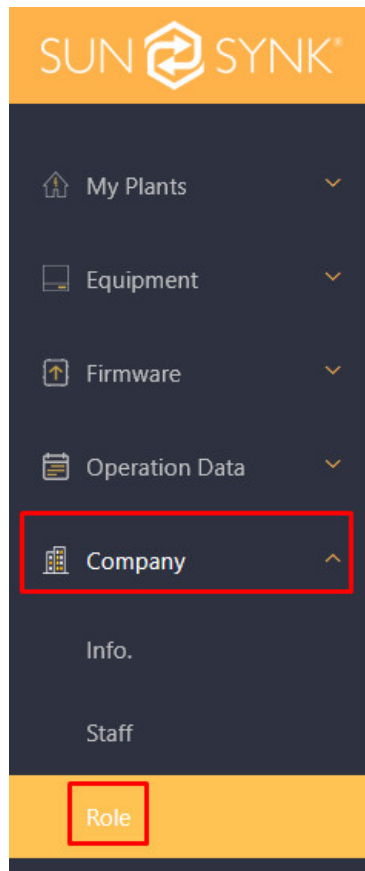 SUN SYNK®
My Plants
Equipment
Firmware
Operation Data
Company
Info.
Staff
Role